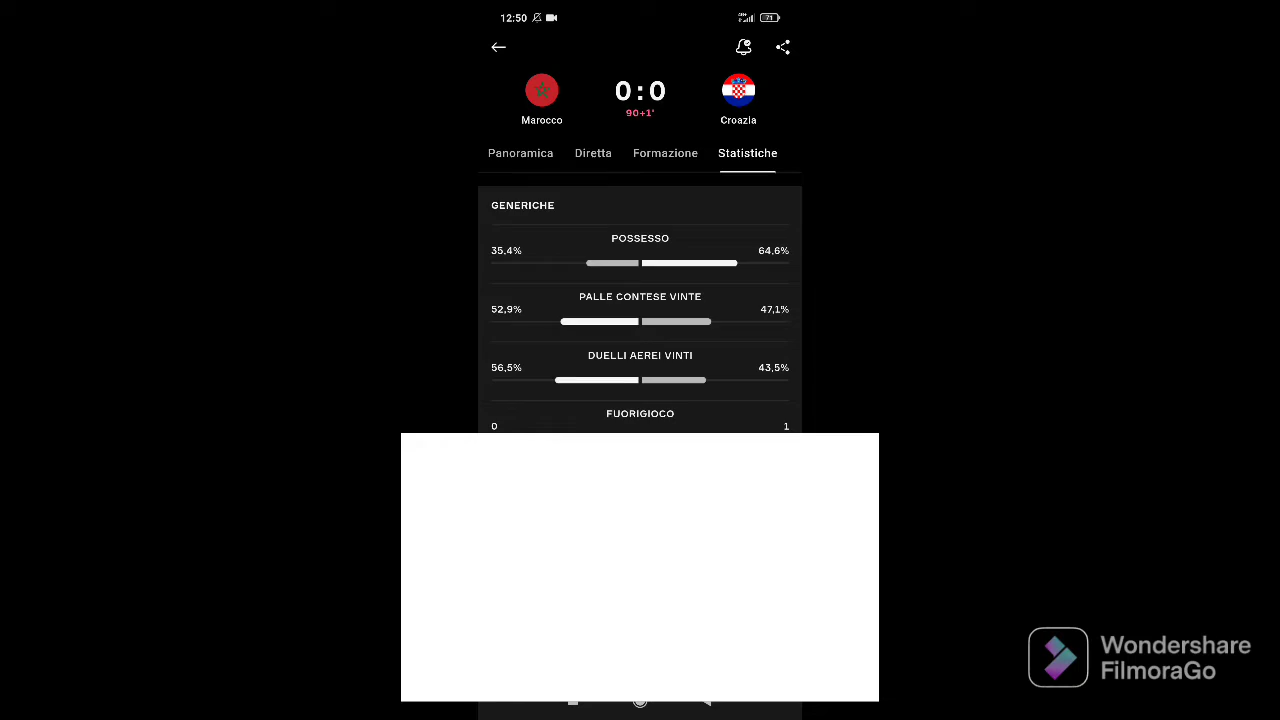 12:50
71
0:0
90+1'
Marocco
Croazia
Panoramica Diretta Formazione Statistiche
GENERICHE
POSSESSO
35,4% 64,6%
PALLE CONTESE VINTE
52,9% 47,1%
DUELLI AEREI VINTI
56,5% 43,5%
FUORIGIOCO
0 1
Wondershare
FilmoraGo